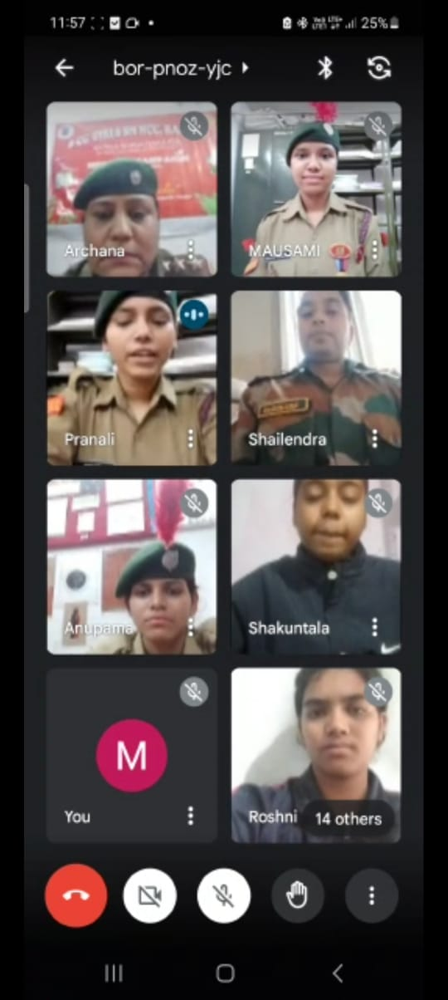 11:57
25%
bor-pnoz-yjc
Archana
MAUSAMI
Pranali
Shailendra
Anupama
Shakuntala
M
You
Roshni
14 others